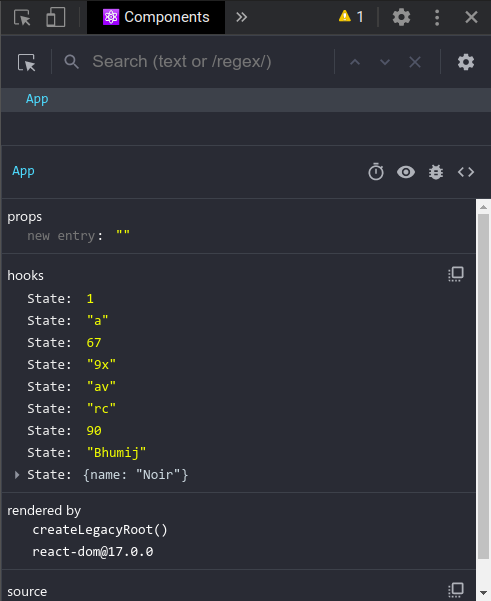 Components
1
Search (text or /regex/)
App
App
props
new entry: ""
hooks
State: 1
State: "a"
State: 67
State: "9x"
State: "av"
State: "rc"
State: 90
State: "Bhumij"
State: {name: "Noir"}
rendered by
createLegacyRoot()
react-dom@17.0.0
source